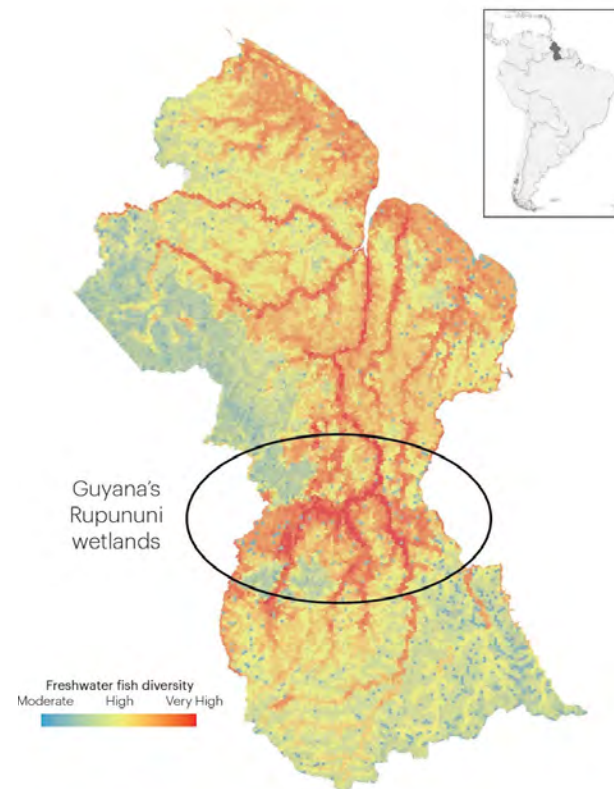 Guyana's
Rupununi
wetlands
Freshwater fish diversity
Moderate High Very High